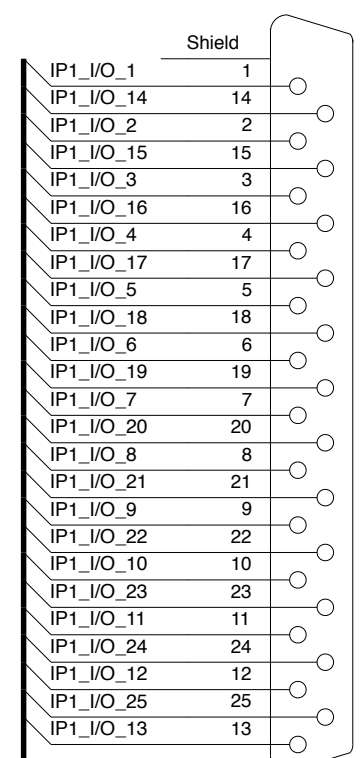 Shield
IP1_I/O_1 1
IP1_I/O_14 14
IP1_I/O_2 2
IP1_I/O_15 15
IP1_I/O_3 3
IP1_I/O_16 16
IP1_I/O_4 4
IP1_I/O_17 17
IP1_I/O_5 5
IP1_I/O_18 18
IP1_I/O_6 6
IP1_I/O_19 19
IP1_I/O_7 7
IP1_I/O_20 20
IP1_I/O_8 8
IP1_I/O_21 21
IP1_I/O_9 9
IP1_I/O_22 22
IP1_I/O_10 10
IP1_I/O_23 23
IP1_I/O_11 11
IP1_I/O_24 24
IP1_I/O_12 12
IP1_I/O_25 25
IP1_I/O_13 13